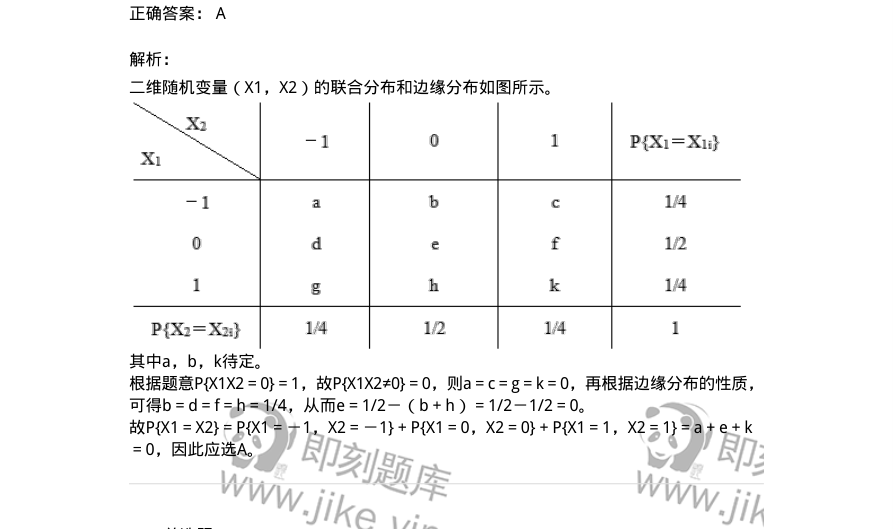 正确答案： A
解析：
二维随机变量（X1，X2）的联合分布和边缘分布如图所示。
X2
X1
－1 0 1 P{X1＝X1i}
－1 a b c 1/4
0 d e f 1/2
1 g h k 1/4
P{X2＝X2i} 1/4 1/2 1/4 1
其中a，b，k待定。
根据题意P{X1X2 = 0} = 1，故P{X1X2≠0} = 0，则a = c = g = k = 0，再根据边缘分布的性质，
可得b = d = f = h = 1/4，从而e = 1/2－（b + h）= 1/2－1/2 = 0。
故P{X1 = X2} = P{X1 = －1，X2 = －1} + P{X1 = 0，X2 = 0} + P{X1 = 1，X2 = 1} = a + e + k
= 0，因此应选A。
即刻题库
即刻
www.jike.vin
www.ji